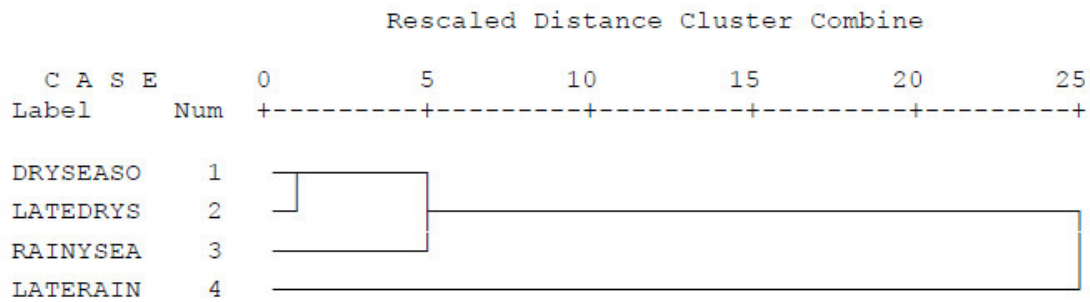 Rescaled Distance Cluster Combine
C A S E 0 5 10 15 20 25
Label Num +---------+---------+---------+---------+---------+
DRYSEASO 1
LATEDRYS 2
RAINYSEA 3
LATERAIN 4